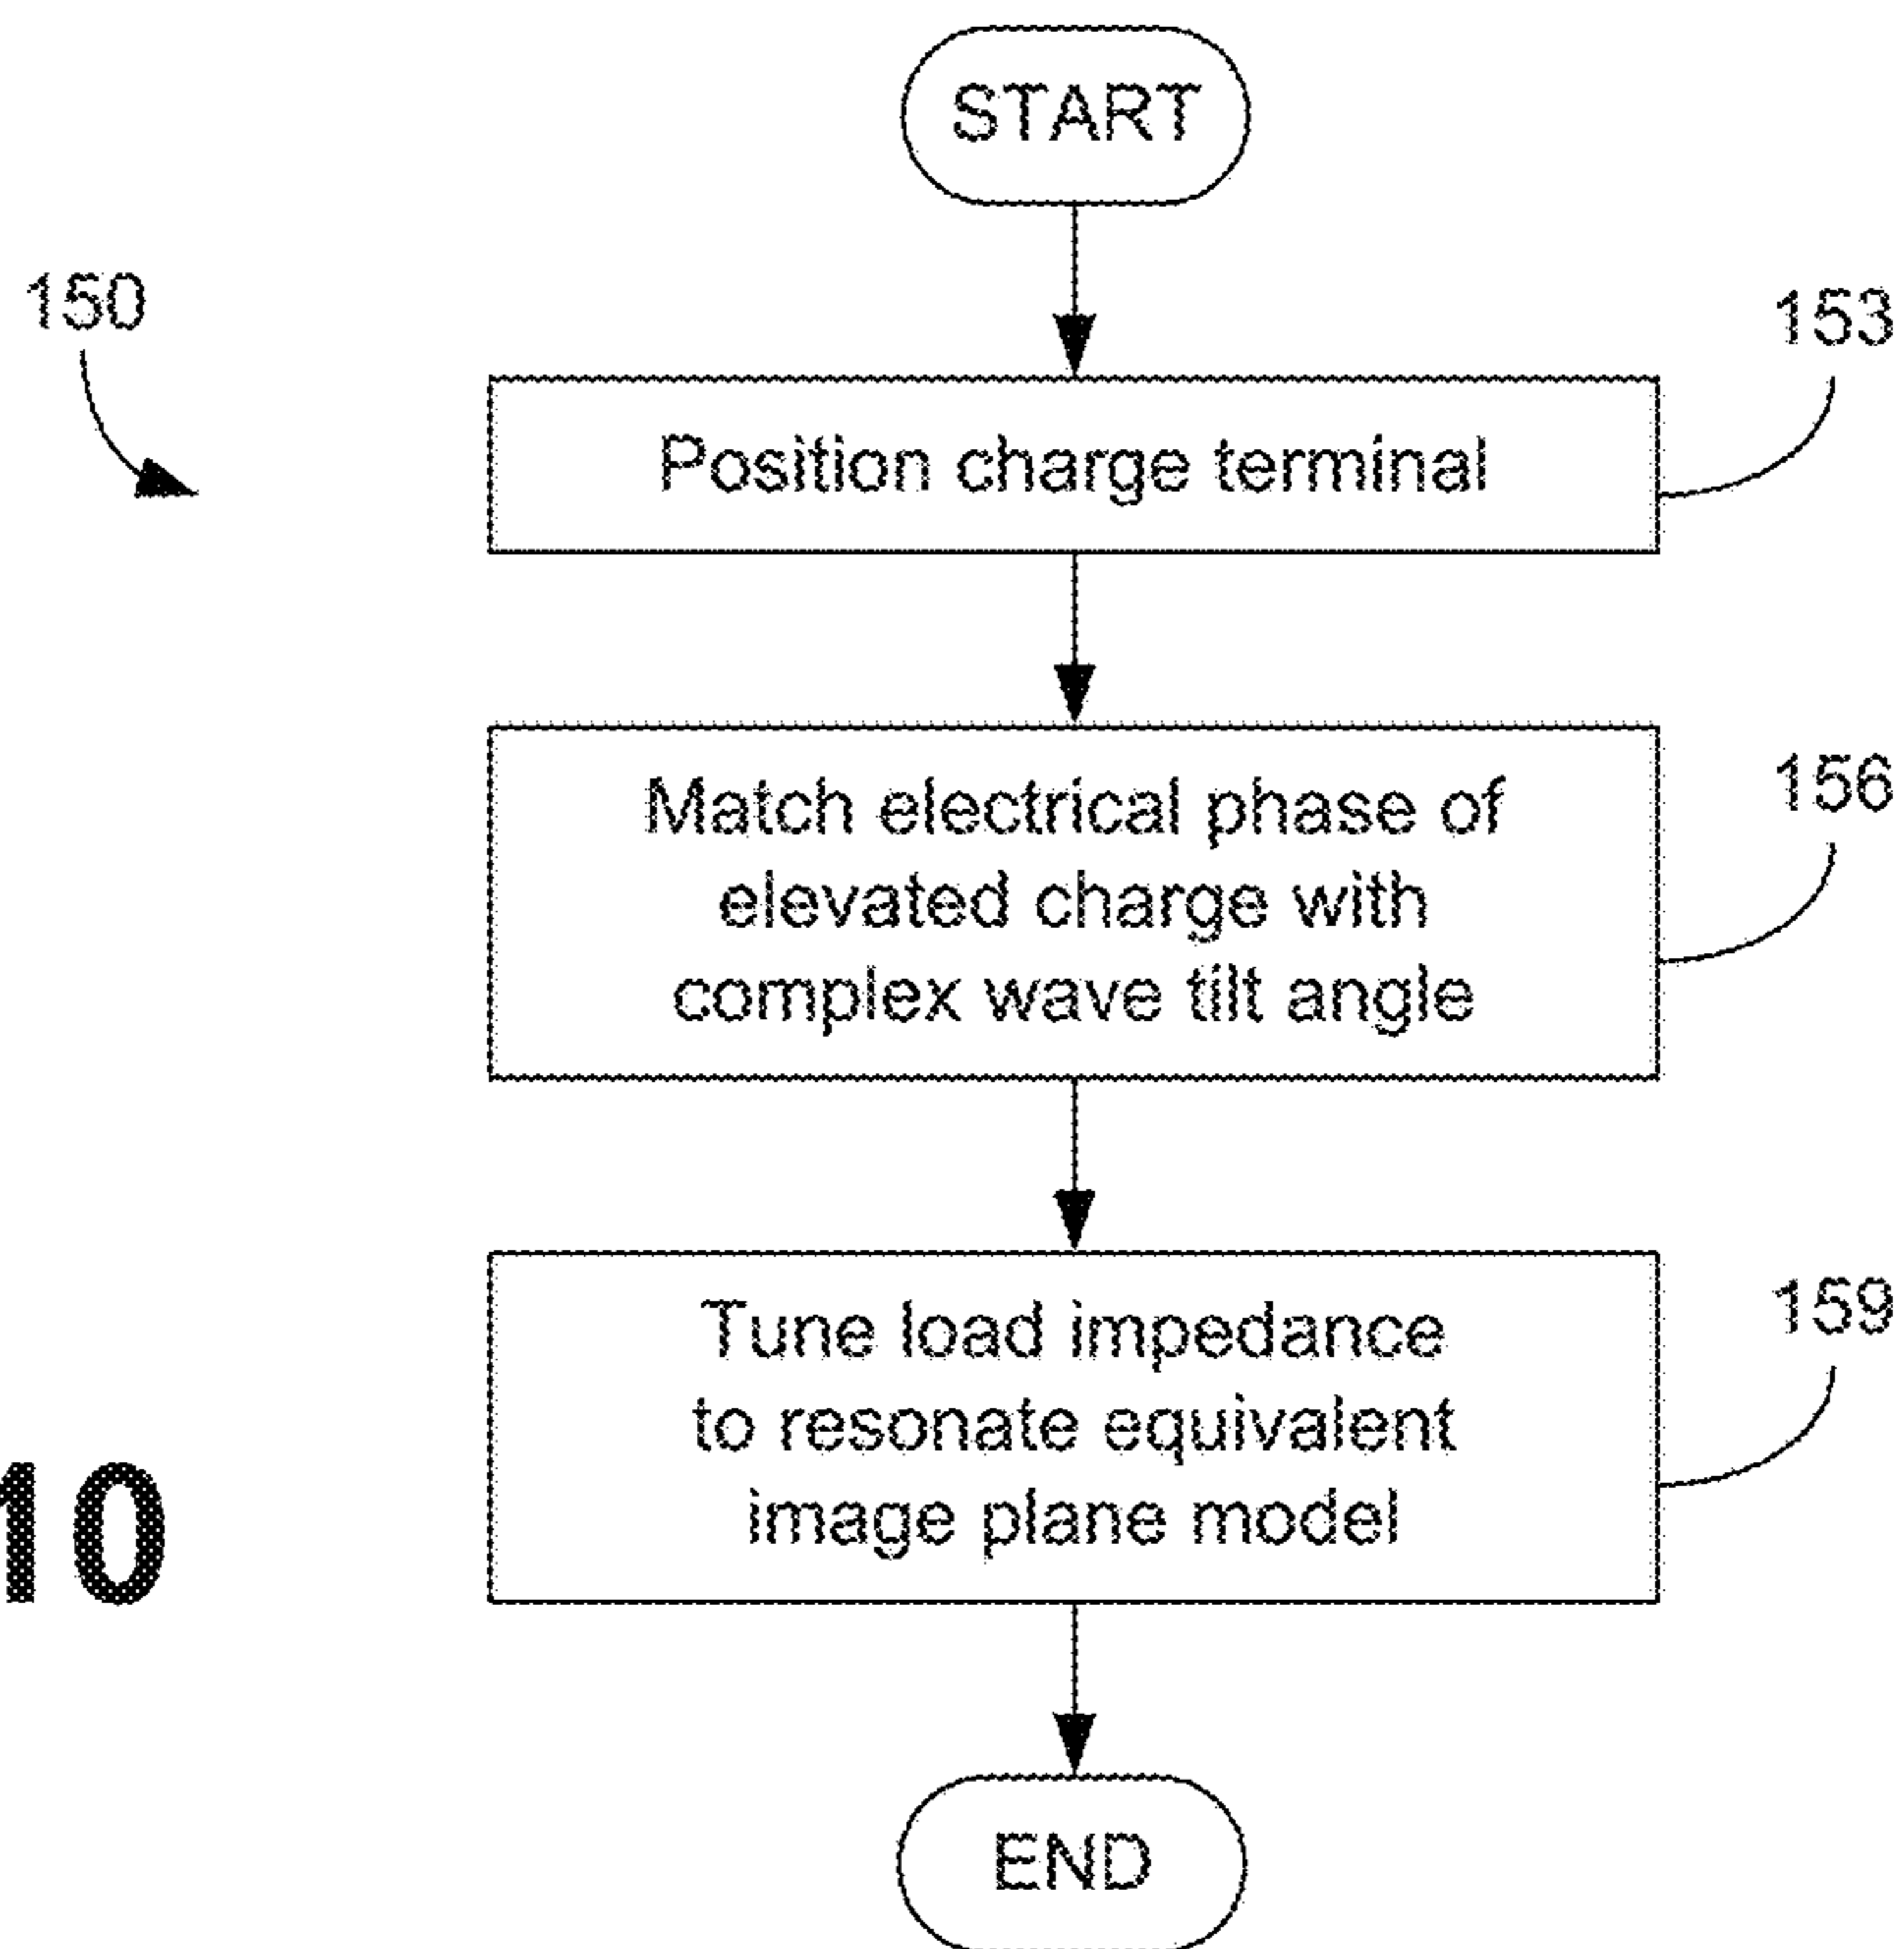 START
150
153
Position charge terminal
156
Match electrical phase of
elevated charge with
complex wave tilt angle
159
Tune load impedance
to resonate equivalent
image plane model
10
END